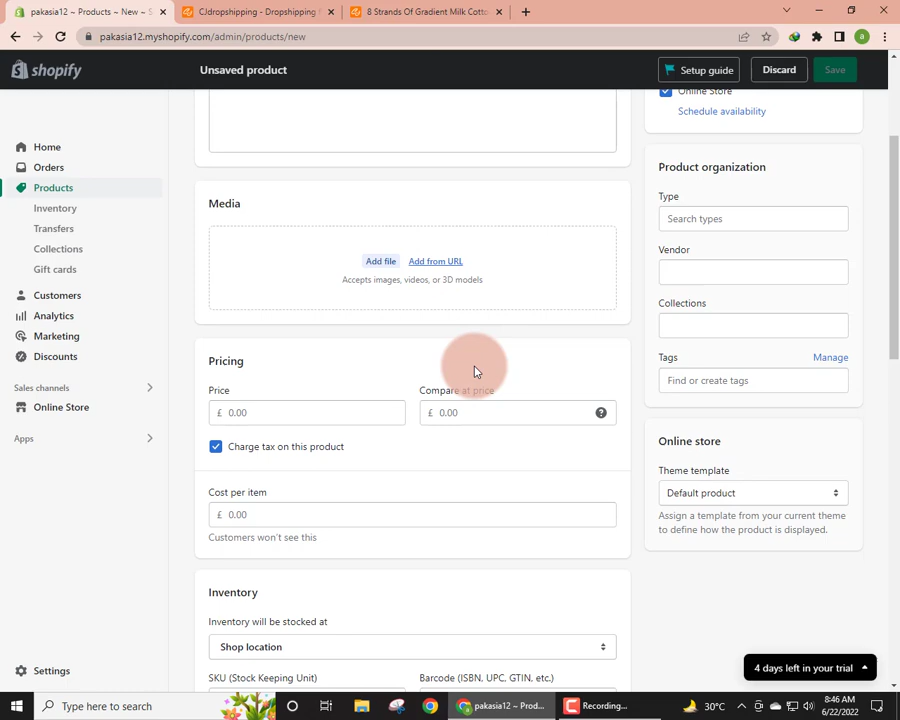 pakasia12 ~ Products ~ New ~ S
CJdropshipping - Dropshipping f
8 Strands Of Gradient Milk Cotto
pakasia12.myshopify.com/admin/products/new
a
shopify
Unsaved product
Setup guide
Discard
Save
Online Store
Schedule availability
Home
Orders
Products
Inventory
Transfers
Collections
Gift cards
Customers
Analytics
Marketing
Discounts
Sales channels
Online Store
Apps
Settings
Media
Add file Add from URL
Accepts images, videos, or 3D models
Pricing
Price
Compare at price
£ 0.00
£ 0.00
Charge tax on this product
Cost per item
£ 0.00
Customers won't see this
Inventory
Inventory will be stocked at
Shop location
SKU (Stock Keeping Unit)
Barcode (ISBN, UPC, GTIN, etc.)
Product organization
Type
Search types
Vendor
Collections
Tags
Manage
Find or create tags
Online store
Theme template
Default product
Assign a template from your current theme
to define how the product is displayed.
4 days left in your trial
Type here to search
pakasia12 ~ Prod...
Recording...
30°C
8:46 AM
6/22/2022